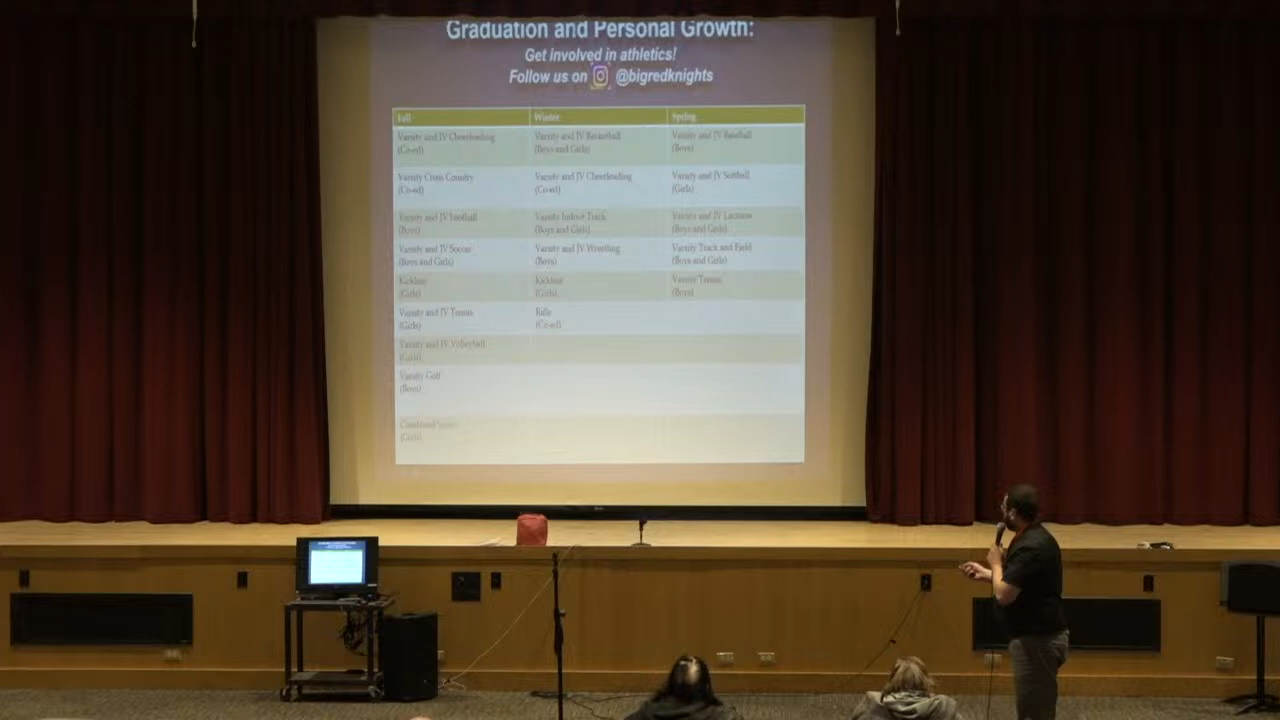 Graduation and Personal Growth:
Get involved in athletics!
Follow us on @bigredknights
Fall Winter Spring
Varsity and JV Cheerleading Varsity and JV Basketball Varsity and JV Baseball
(Co-ed) (Boys and Girls) (Boys)
Varsity Cross Country Varsity and JV Cheerleading Varsity and JV Softball
(Co-ed) (Co-ed) (Girls)
Varsity and JV Football Varsity Indoor Track Varsity and JV Lacrosse
(Boys) (Boys and Girls) (Boys and Girls)
Varsity and JV Soccer Varsity and JV Wrestling Varsity Track and Field
(Boys and Girls) (Boys) (Boys and Girls)
Kickline Kickline Varsity Tennis
(Girls) (Girls) (Boys)
Varsity and JV Tennis Rifle
(Girls) (Co-ed)
Varsity and JV Volleyball
(Girls)
Varsity Golf
(Boys)
Combined
(Girls)